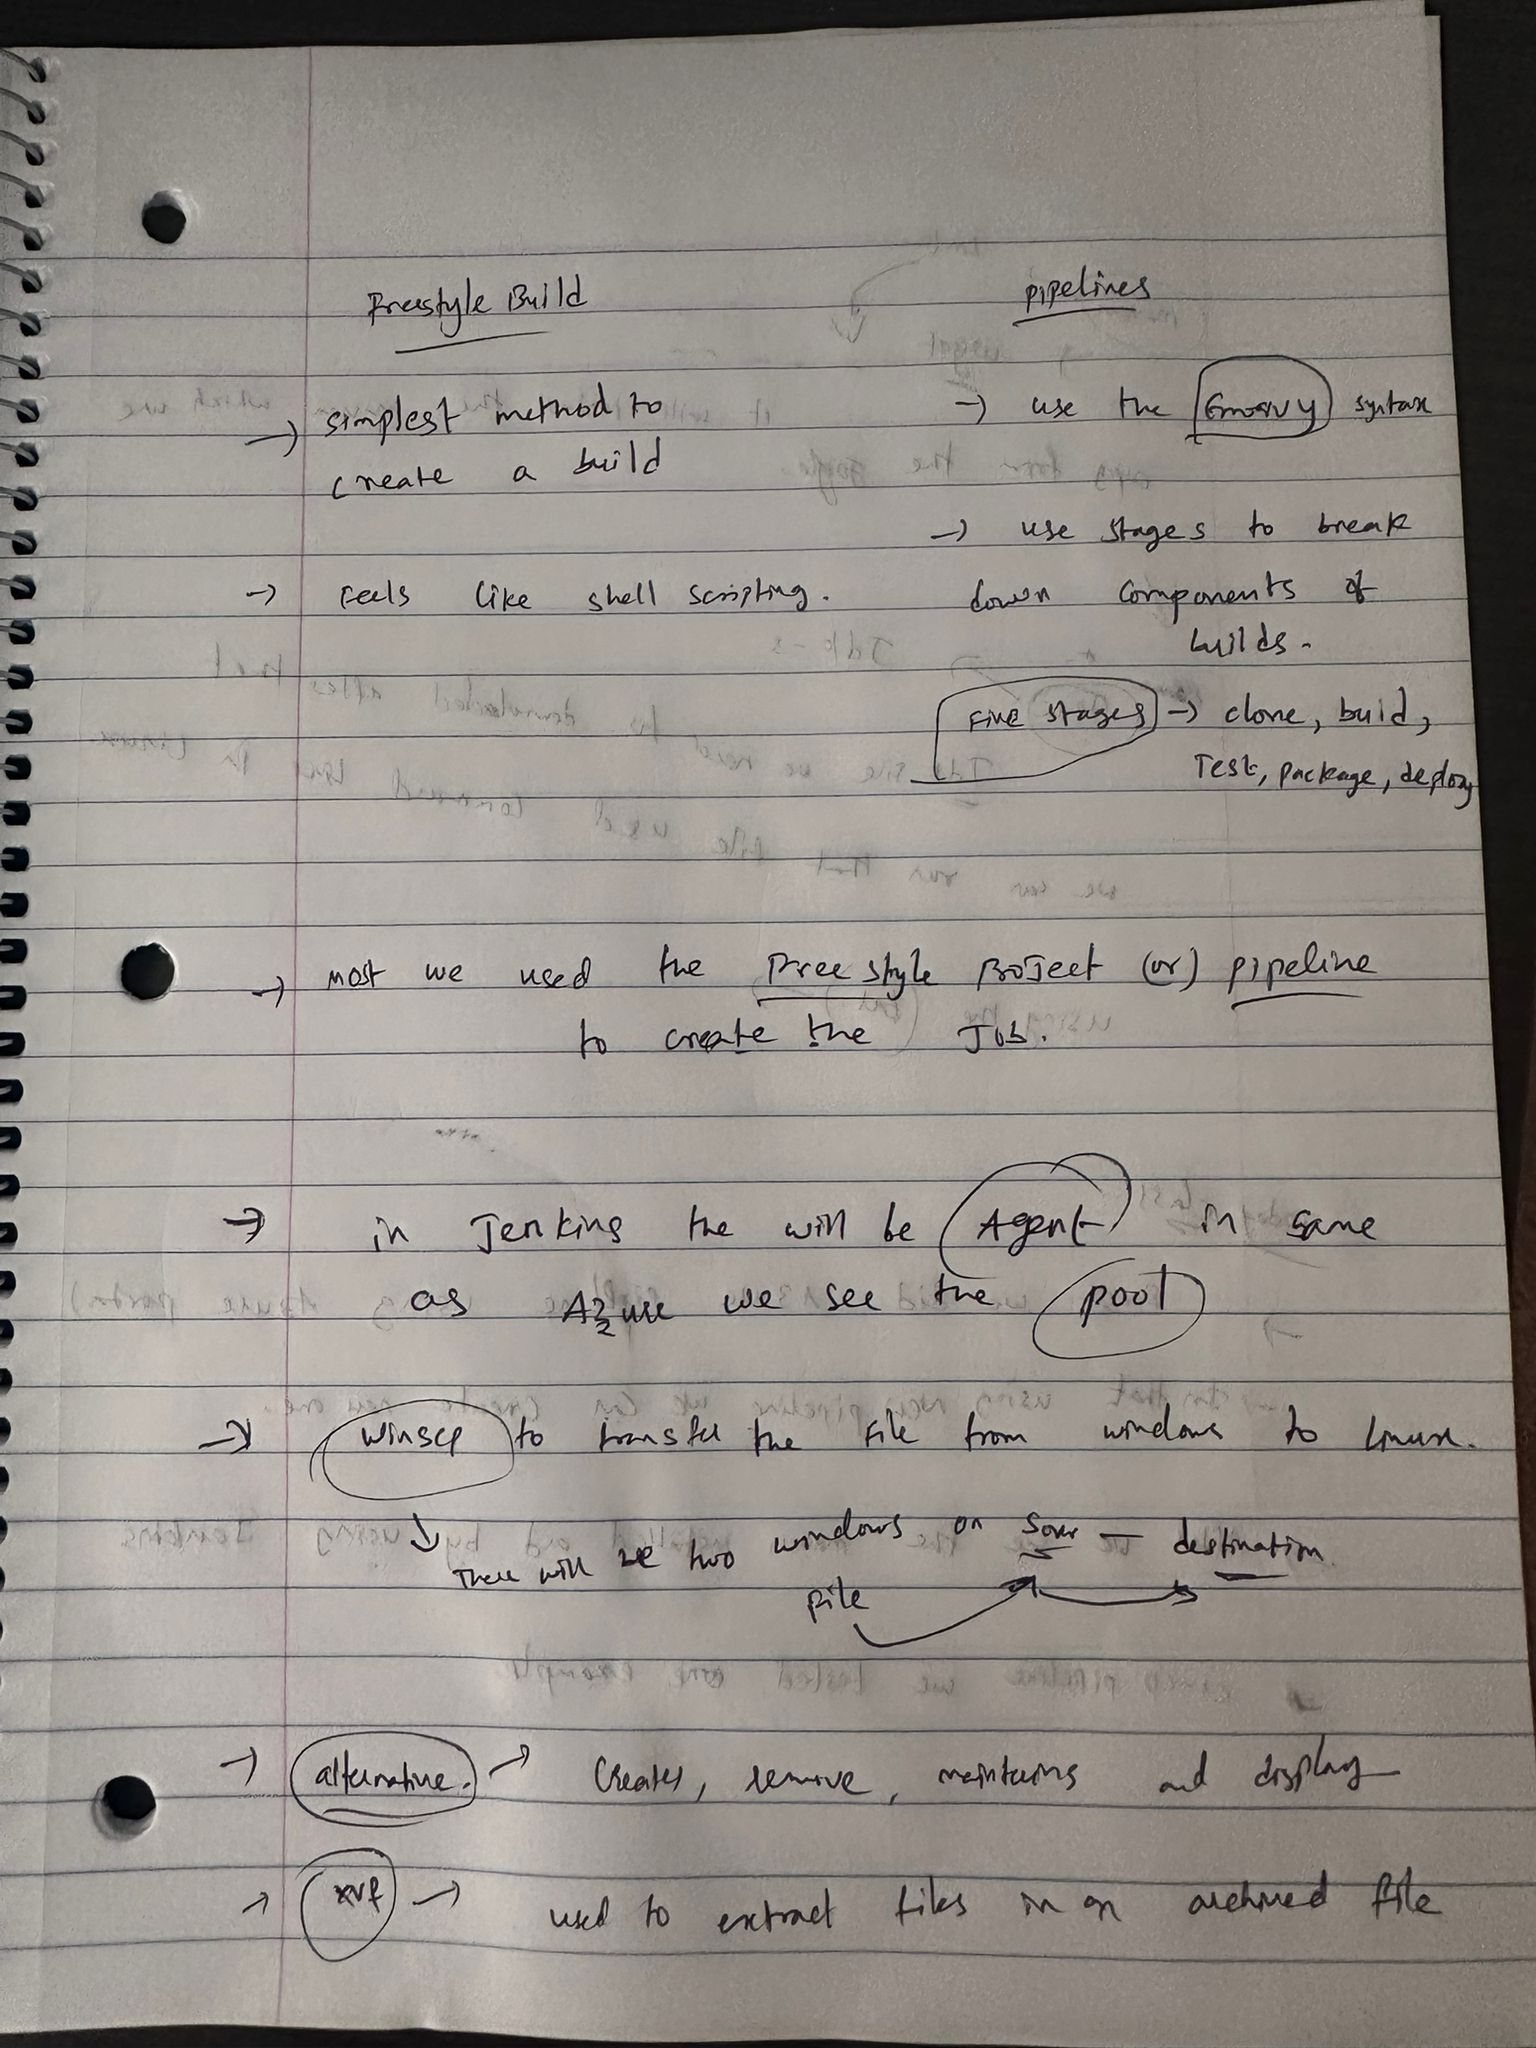 Freestyle Build
pipelines
→ simplest method to
create a build
→ Feels like shell scripting.
→ use the Groovy syntax
→ use stages to break
down components of
builds.
Five stages → clone, build,
Test, package, deploy
→ most we used the Free style project (or) pipeline
to create the Job.
→ in Jenkins the will be Agent in same
as Azure we see the pool
→ winscp to transfer the file from windows to Linux.
↓
There will be two windows on — destination.
file
→ alternative. → Creates, remove, maintains and display
→ xvf → used to extract files in an archived file